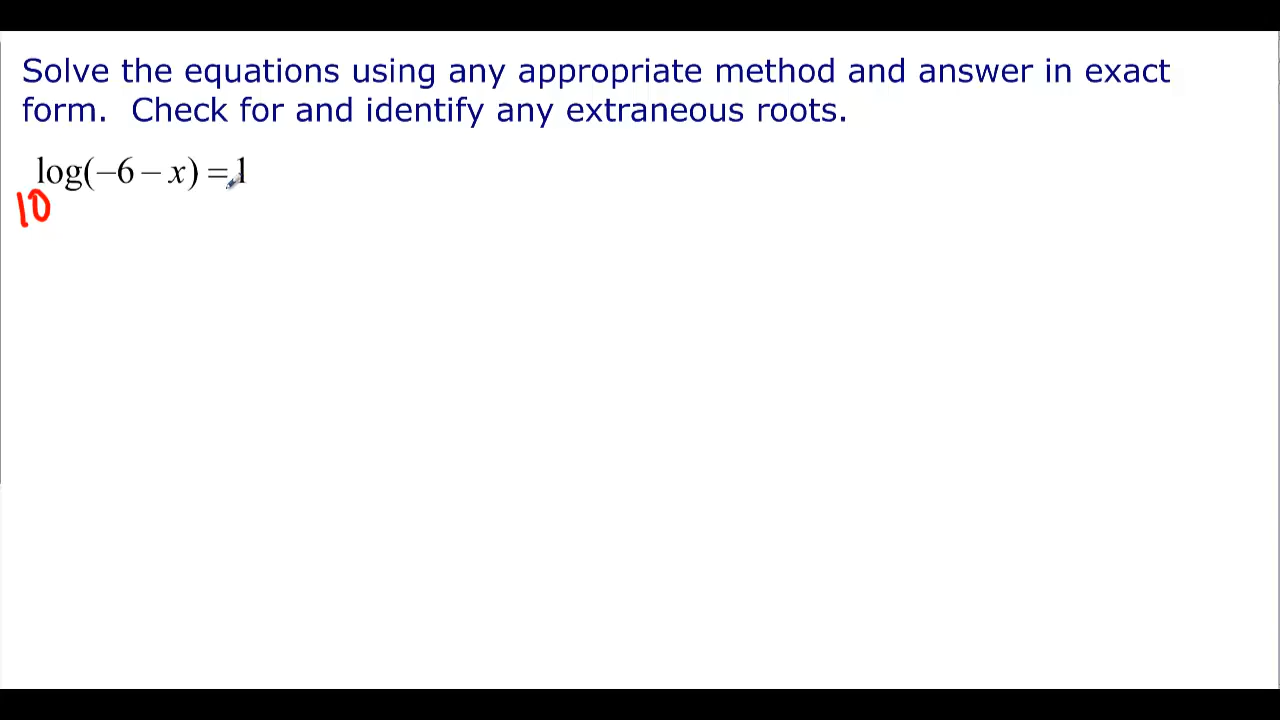 Solve the equations using any appropriate method and answer in exact
form.  Check for and identify any extraneous roots.
log(−6 − x) = 1
10